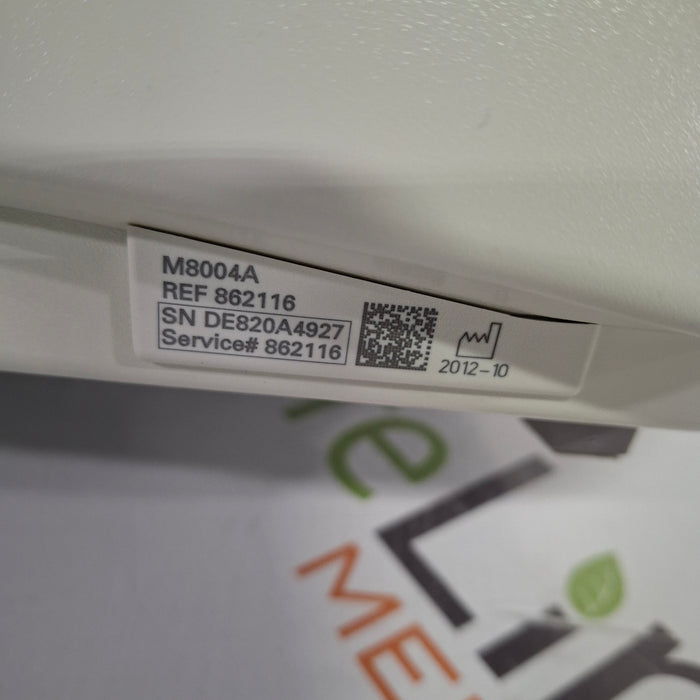 M8004A
REF 862116
SN DE820A4927
Service# 862116
2012-10